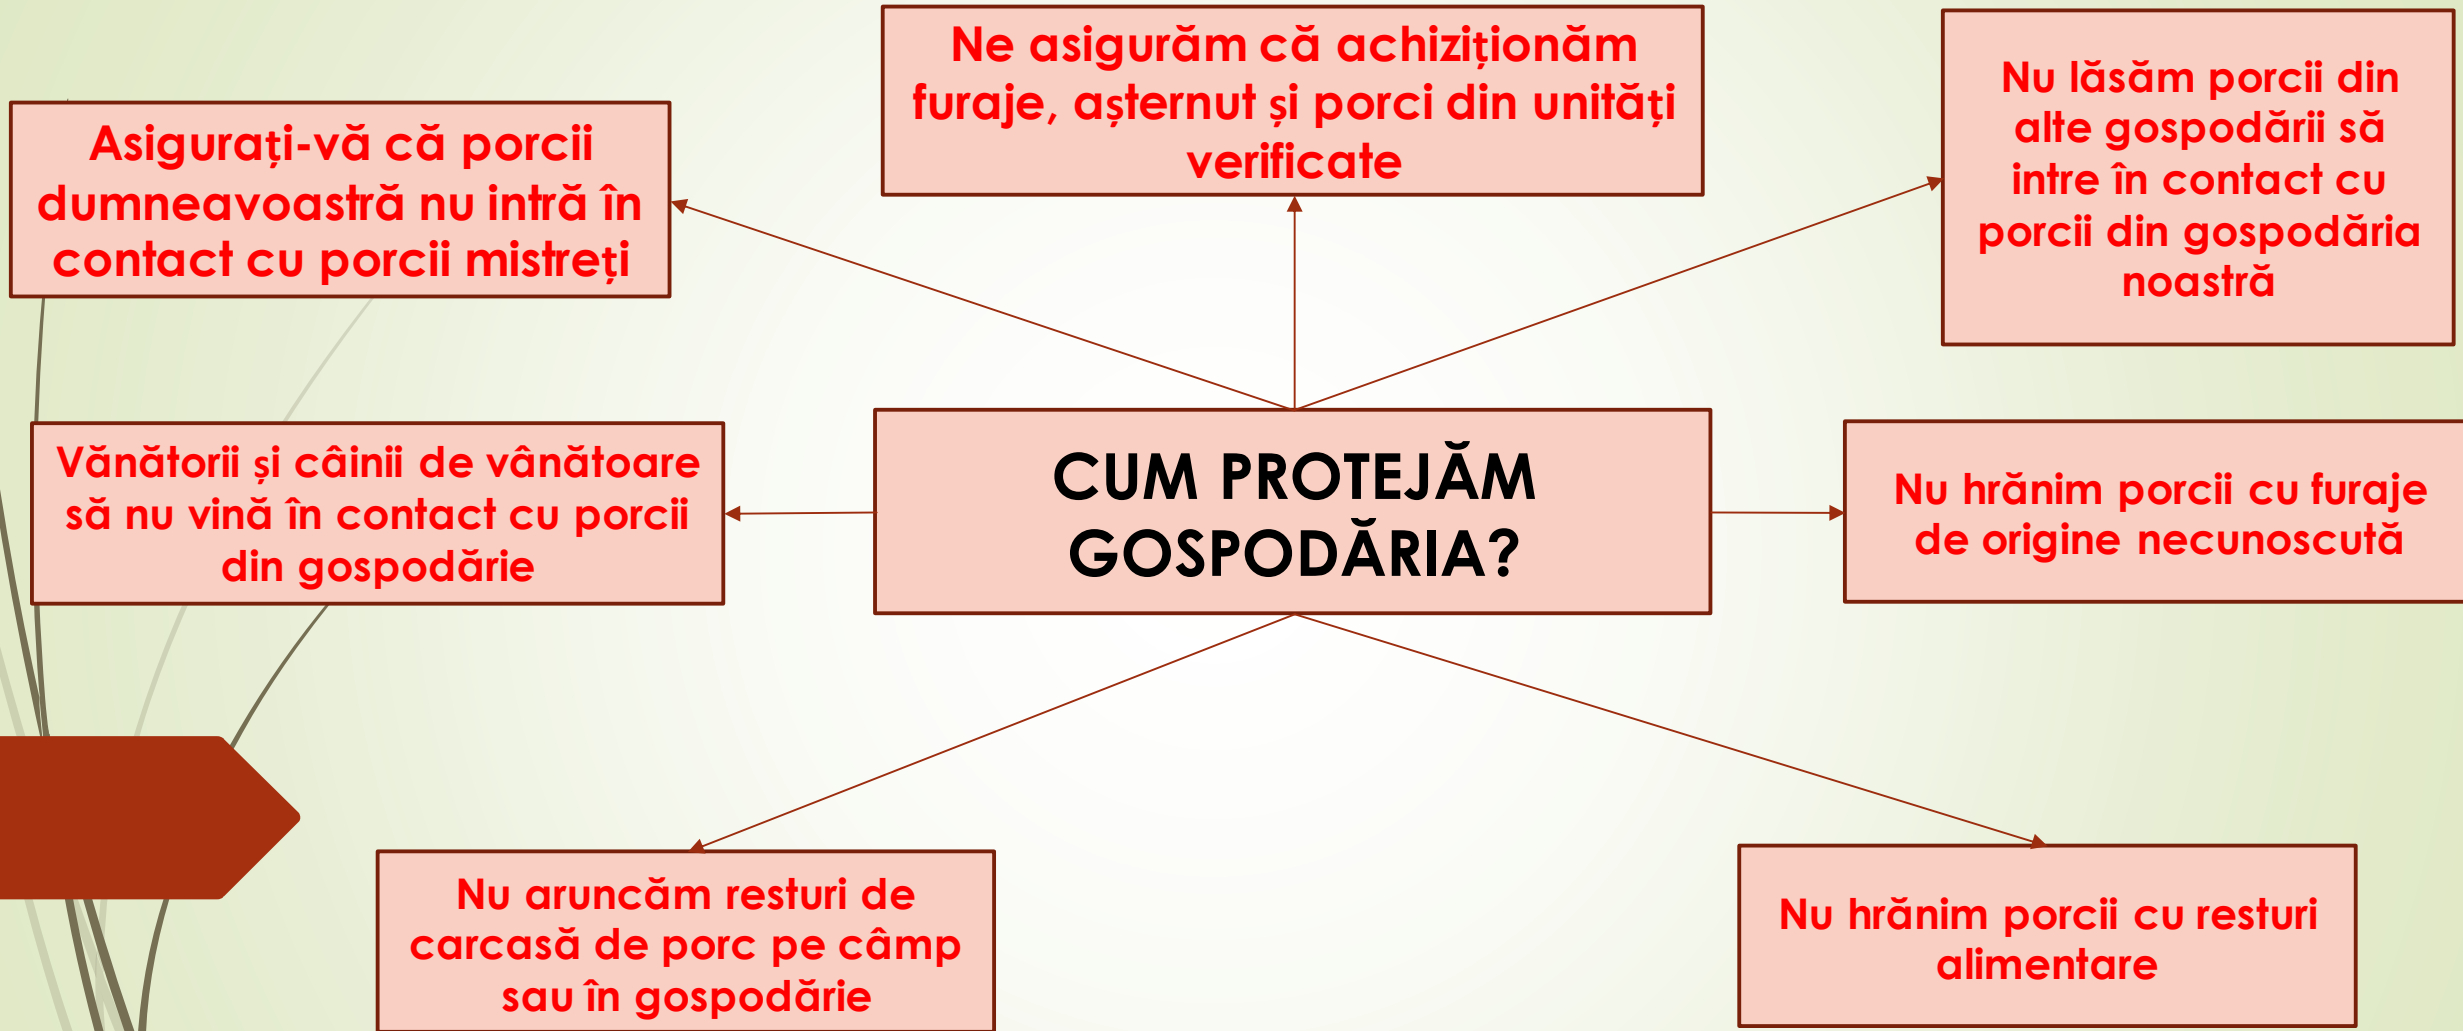 Ne asigurăm că achiziționăm
furaje, așternut și porci din unități
verificate
Nu lăsăm porcii din
alte gospodării să
intre în contact cu
porcii din gospodăria
noastră
Asigurați-vă că porcii
dumneavoastră nu intră în
contact cu porcii mistreți
Vănătorii și câinii de vânătoare
să nu vină în contact cu porcii
din gospodărie
CUM PROTEJĂM
GOSPODĂRIA?
Nu hrănim porcii cu furaje
de origine necunoscută
Nu aruncăm resturi de
carcasă de porc pe câmp
sau în gospodărie
Nu hrănim porcii cu resturi
alimentare